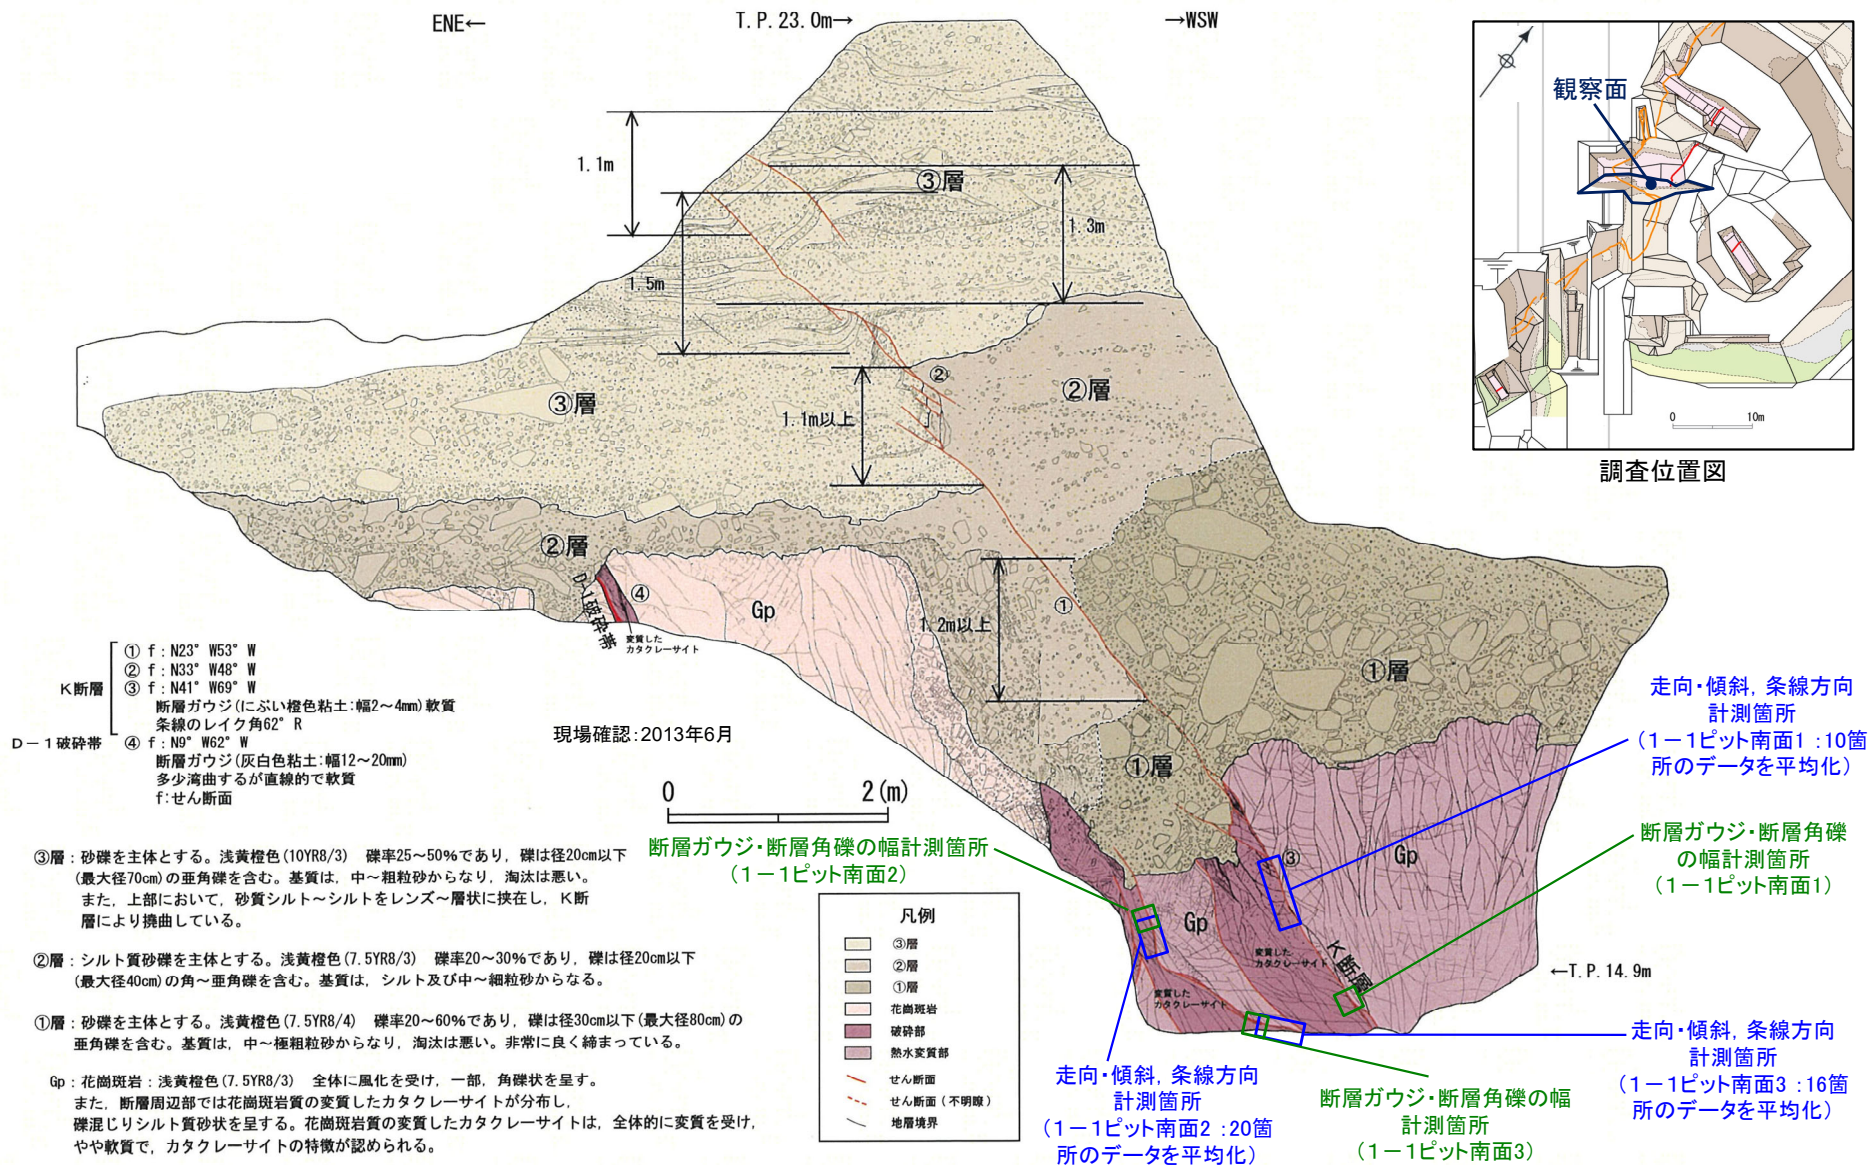 ENE←
T.P.23.0m→
→WSW
観察面
0 10m
調査位置図
1.1m
③層
1.3m
1.5m
②
②層
③層
1.1m以上
②層
D-1破砕帯
④
変質した
カタクレーサイト
Gp
①
1.2m以上
①層
①層
K断層
① f:N23°W53°W
② f:N33°W48°W
③ f:N41°W69°W
断層ガウジ(にぶい橙色粘土:幅2～4mm)軟質
条線のレイク角62°R
D－1破砕帯
④ f:N9°W62°W
断層ガウジ(灰白色粘土:幅12～20mm)
多少湾曲するが直線的で軟質
f:せん断面
現場確認:2013年6月
0 2(m)
走向・傾斜，条線方向
計測箇所
（1－1ピット南面1：10箇
所のデータを平均化）
断層ガウジ・断層角礫
の幅計測箇所
（1－1ピット南面1）
断層ガウジ・断層角礫の幅計測箇所
（1－1ピット南面2）
③
Gp
Gp
変質した
カタクレーサイト
K断層
変質した
カタクレーサイト
←T.P.14.9m
走向・傾斜，条線方向
計測箇所
（1－1ピット南面3：16箇
所のデータを平均化）
走向・傾斜，条線方向
計測箇所
（1－1ピット南面2：20箇
所のデータを平均化）
断層ガウジ・断層角礫の幅
計測箇所
（1－1ピット南面3）
③層：砂礫を主体とする。浅黄橙色(10YR8/3)　礫率25～50%であり，礫は径20cm以下
(最大径70cm)の亜角礫を含む。基質は，中～粗粒砂からなり，淘汰は悪い。
また，上部において，砂質シルト～シルトをレンズ～層状に挟在し，K断
層により撓曲している。
②層：シルト質砂礫を主体とする。浅黄橙色(7.5YR8/3)　礫率20～30%であり，礫は径20cm以下
(最大径40cm)の角～亜角礫を含む。基質は，シルト及び中～細粒砂からなる。
①層：砂礫を主体とする。浅黄橙色(7.5YR8/4)　礫率20～60%であり，礫は径30cm以下(最大径80cm)の
亜角礫を含む。基質は，中～極粗粒砂からなり，淘汰は悪い。非常に良く締まっている。
Gp：花崗斑岩：浅黄橙色(7.5YR8/3)　全体に風化を受け，一部，角礫状を呈す。
また，断層周辺部では花崗斑岩質の変質したカタクレーサイトが分布し，
礫混じりシルト質砂状を呈する。花崗斑岩質の変質したカタクレーサイトは，全体的に変質を受け，
やや軟質で，カタクレーサイトの特徴が認められる。
凡例
③層
②層
①層
花崗斑岩
破砕部
熱水変質部
せん断面
せん断面(不明瞭)
地層境界